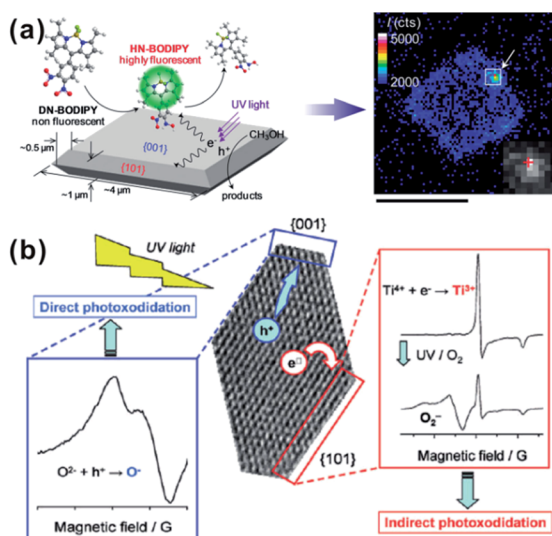 (a)
HN-BODIPY
highly fluorescent
DN-BODIPY
non fluorescent
UV light
e-
h+
CH3OH
{001}
{101}
~0.5 µm
~1 µm
~4 µm
products
I (cts)
5000
2000
(b)
UV light
{001}
Direct photoxodidation
h+
e-
{101}
O2- + h+ → O-
Magnetic field / G
Ti4+ + e- → Ti3+
UV / O2
O2−
Magnetic field / G
Indirect photoxodidation